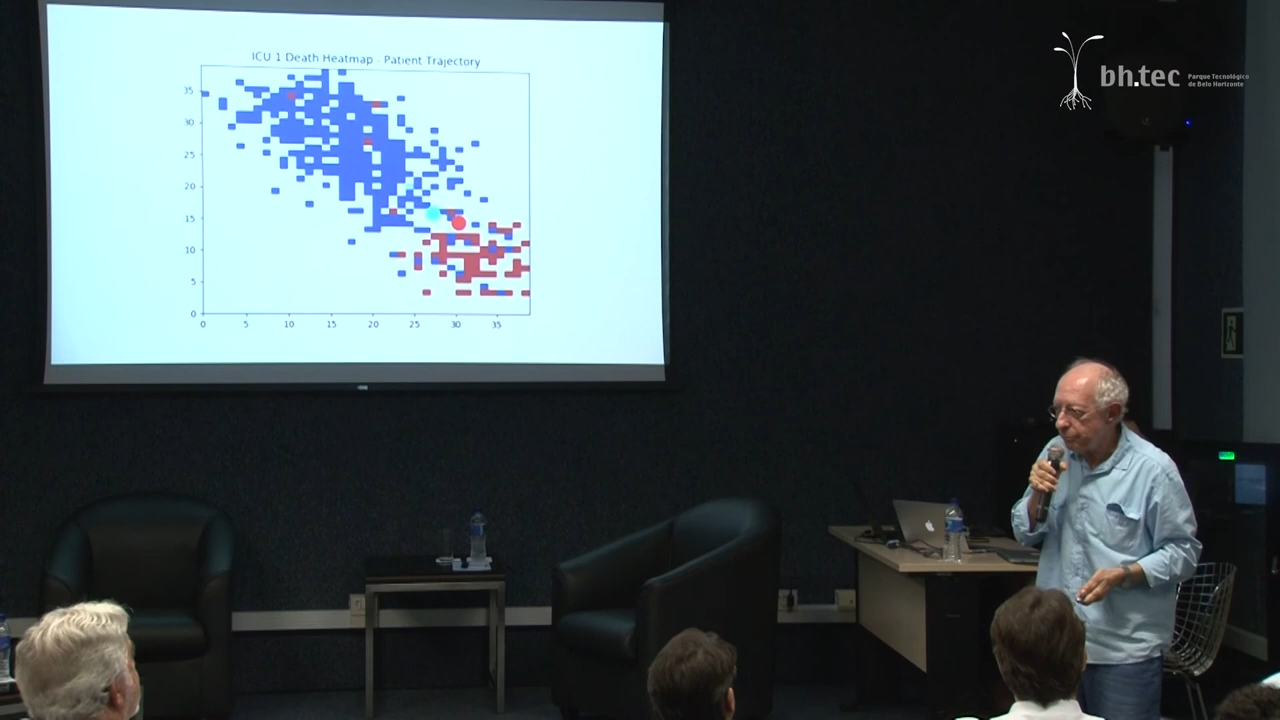 ICU 1 Death Heatmap - Patient Trajectory
35
30
25
20
15
10
5
0
0 5 10 15 20 25 30 35
bh.tec
Parque Tecnológico
de Belo Horizonte